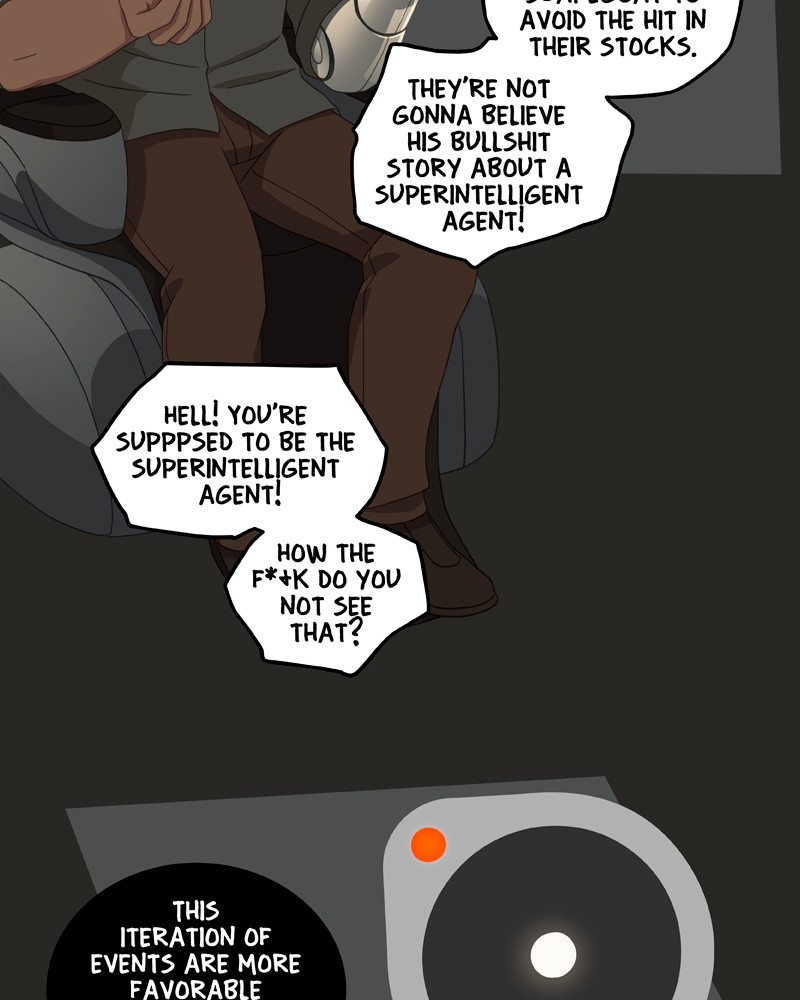 AVOID THE HIT IN
THEIR STOCKS.
THEY'RE NOT
GONNA BELIEVE
HIS BULLSHIT
STORY ABOUT A
SUPERINTELLIGENT
AGENT!
HELL! YOU'RE
SUPPPSED TO BE THE
SUPERINTELLIGENT
AGENT!
HOW THE
F*+K DO YOU
NOT SEE
THAT?
THIS
ITERATION OF
EVENTS ARE MORE
FAVORABLE